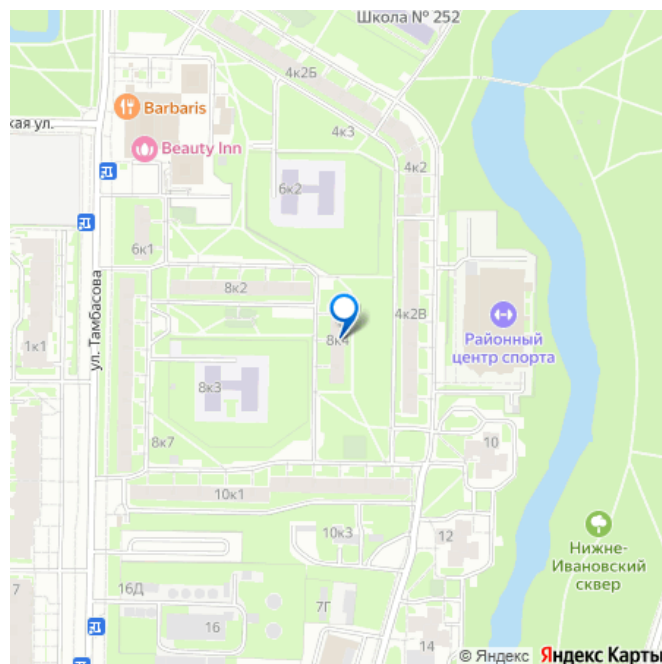 Школа № 252
4к2Б
Barbaris
кая ул.
4к3
Beauty Inn
4к2
6к2
6к1
ул. Тамбасова
8к2
4к2В
8к4
Районный
центр спорта
1к1
8к3
8к7
10
10к1
10к3
12
Нижне-
Ивановский
сквер
7
16Д
7Г
16
14
© Яндекс Яндекс Карты